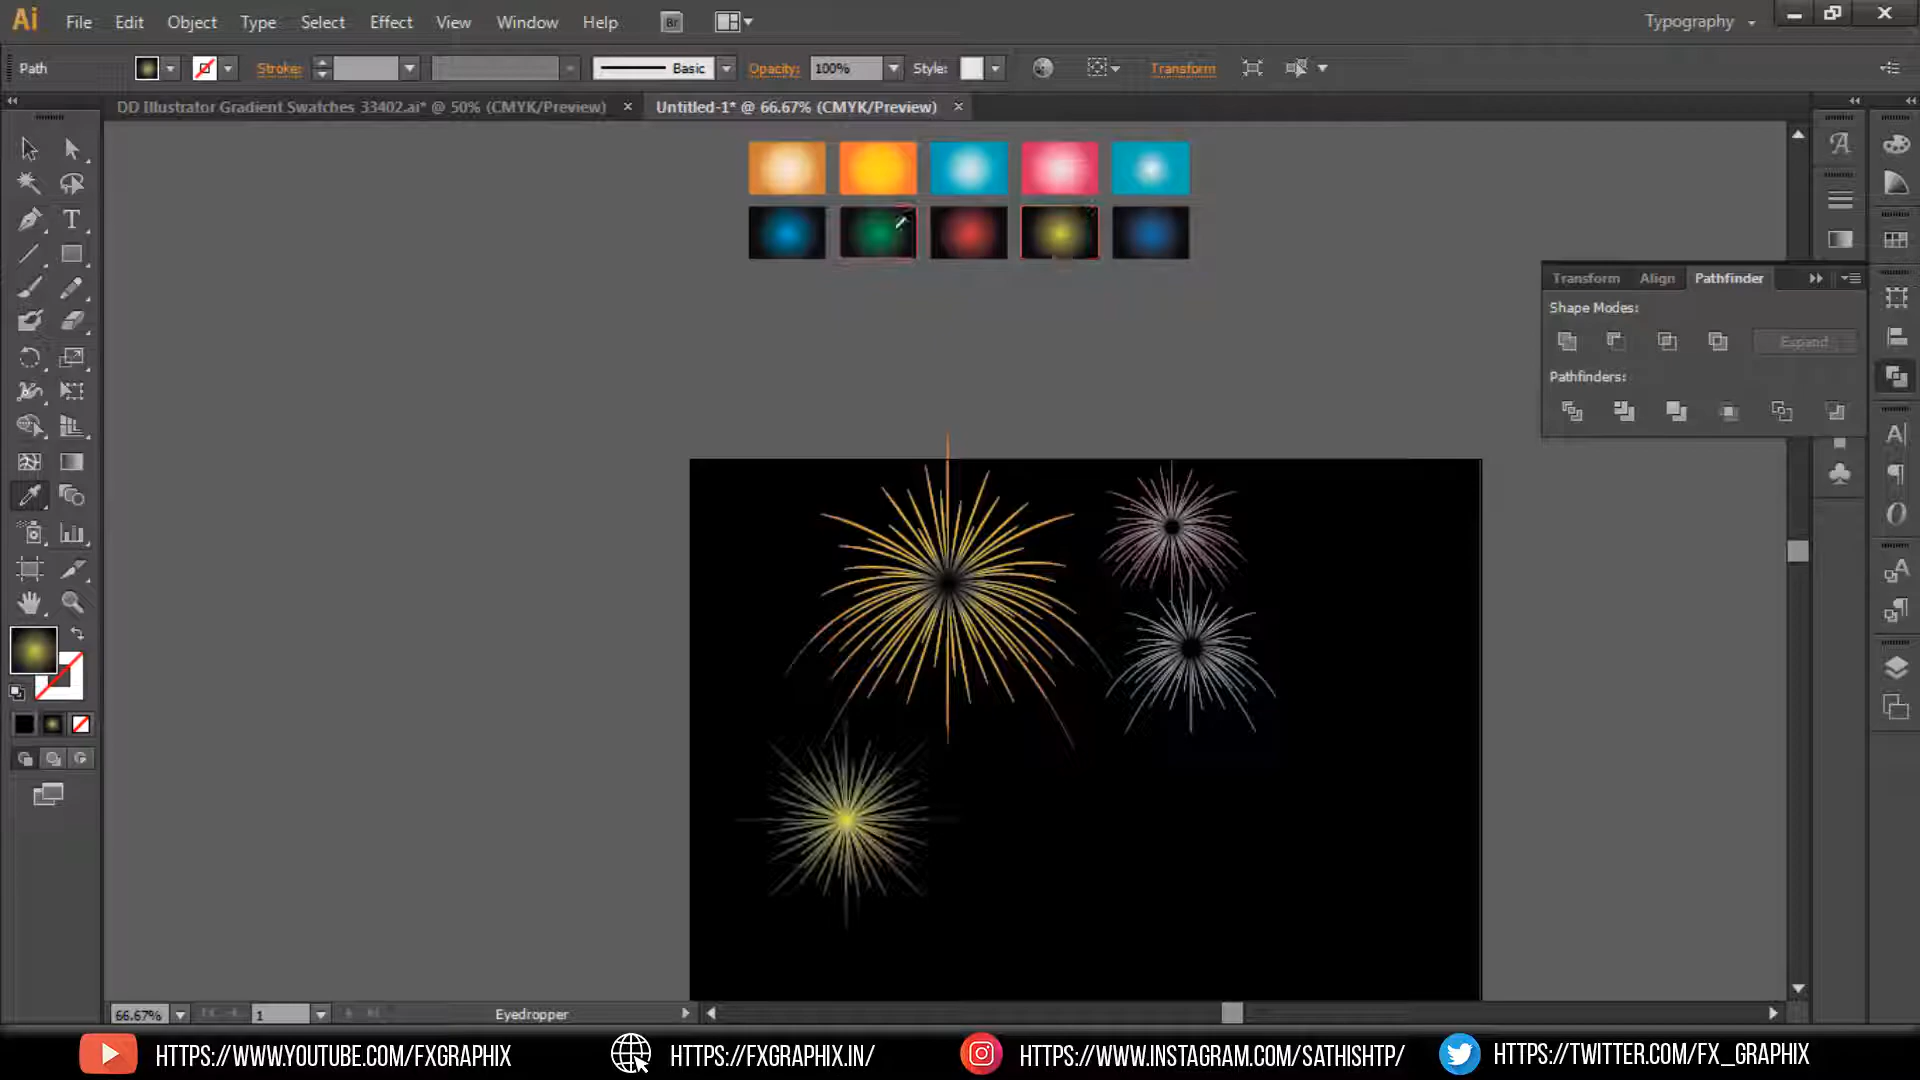 Ai File Edit Object Type Select Effect View Window Help Br Typography
Path Stroke: Basic Opacity: 100% Style: Transform
DD Illustrator Gradient Swatches 33402.ai* @ 50% (CMYK/Preview) × Untitled-1* @ 66.67% (CMYK/Preview) ×
Transform Align Pathfinder
Shape Modes:
Expand
Pathfinders:
66.67% 1 Eyedropper
HTTPS://WWW.YOUTUBE.COM/FXGRAPHIX HTTPS://FXGRAPHIX.IN/ HTTPS://WWW.INSTAGRAM.COM/SATHISHTP/ HTTPS://TWITTER.COM/FX_GRAPHIX